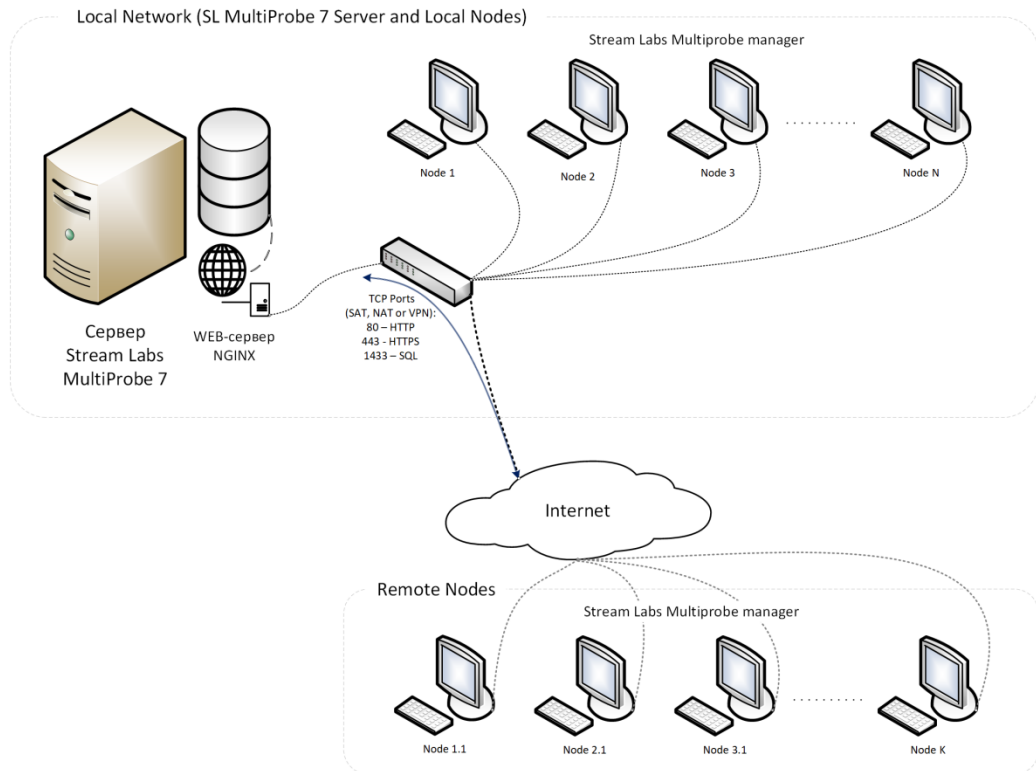 Local Network (SL MultiProbe 7 Server and Local Nodes)
Stream Labs Multiprobe manager
Node 1
Node 2
Node 3
Node N
Сервер
Stream Labs
MultiProbe 7
WEB-сервер
NGINX
TCP Ports
(SAT, NAT or VPN):
80 – HTTP
443 - HTTPS
1433 – SQL
Internet
Remote Nodes
Stream Labs Multiprobe manager
Node 1.1
Node 2.1
Node 3.1
Node K